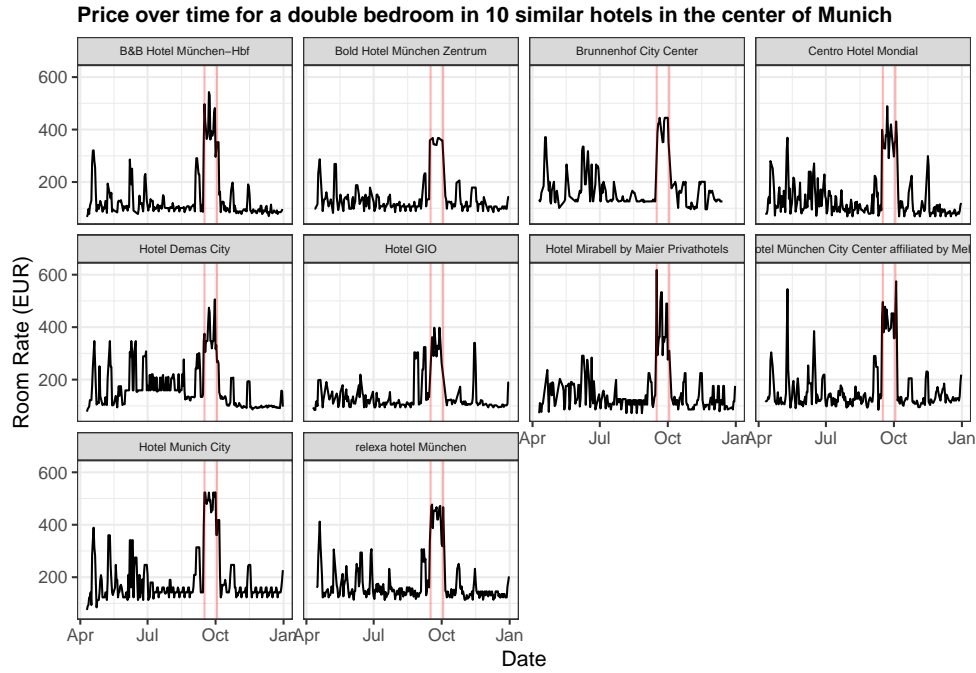 Price over time for a double bedroom in 10 similar hotels in the center of Munich
B&B Hotel München−Hbf
Bold Hotel München Zentrum
Brunnenhof City Center
Centro Hotel Mondial
600
400
200
Hotel Demas City
Hotel GIO
Hotel Mirabell by Maier Privathotels
otel München City Center affiliated by Mel
600
400
200
Apr Jul Oct Jan
Apr Jul Oct Jan
Hotel Munich City
relexa hotel München
600
400
200
Apr Jul Oct Jan
Apr Jul Oct Jan
Room Rate (EUR)
Date